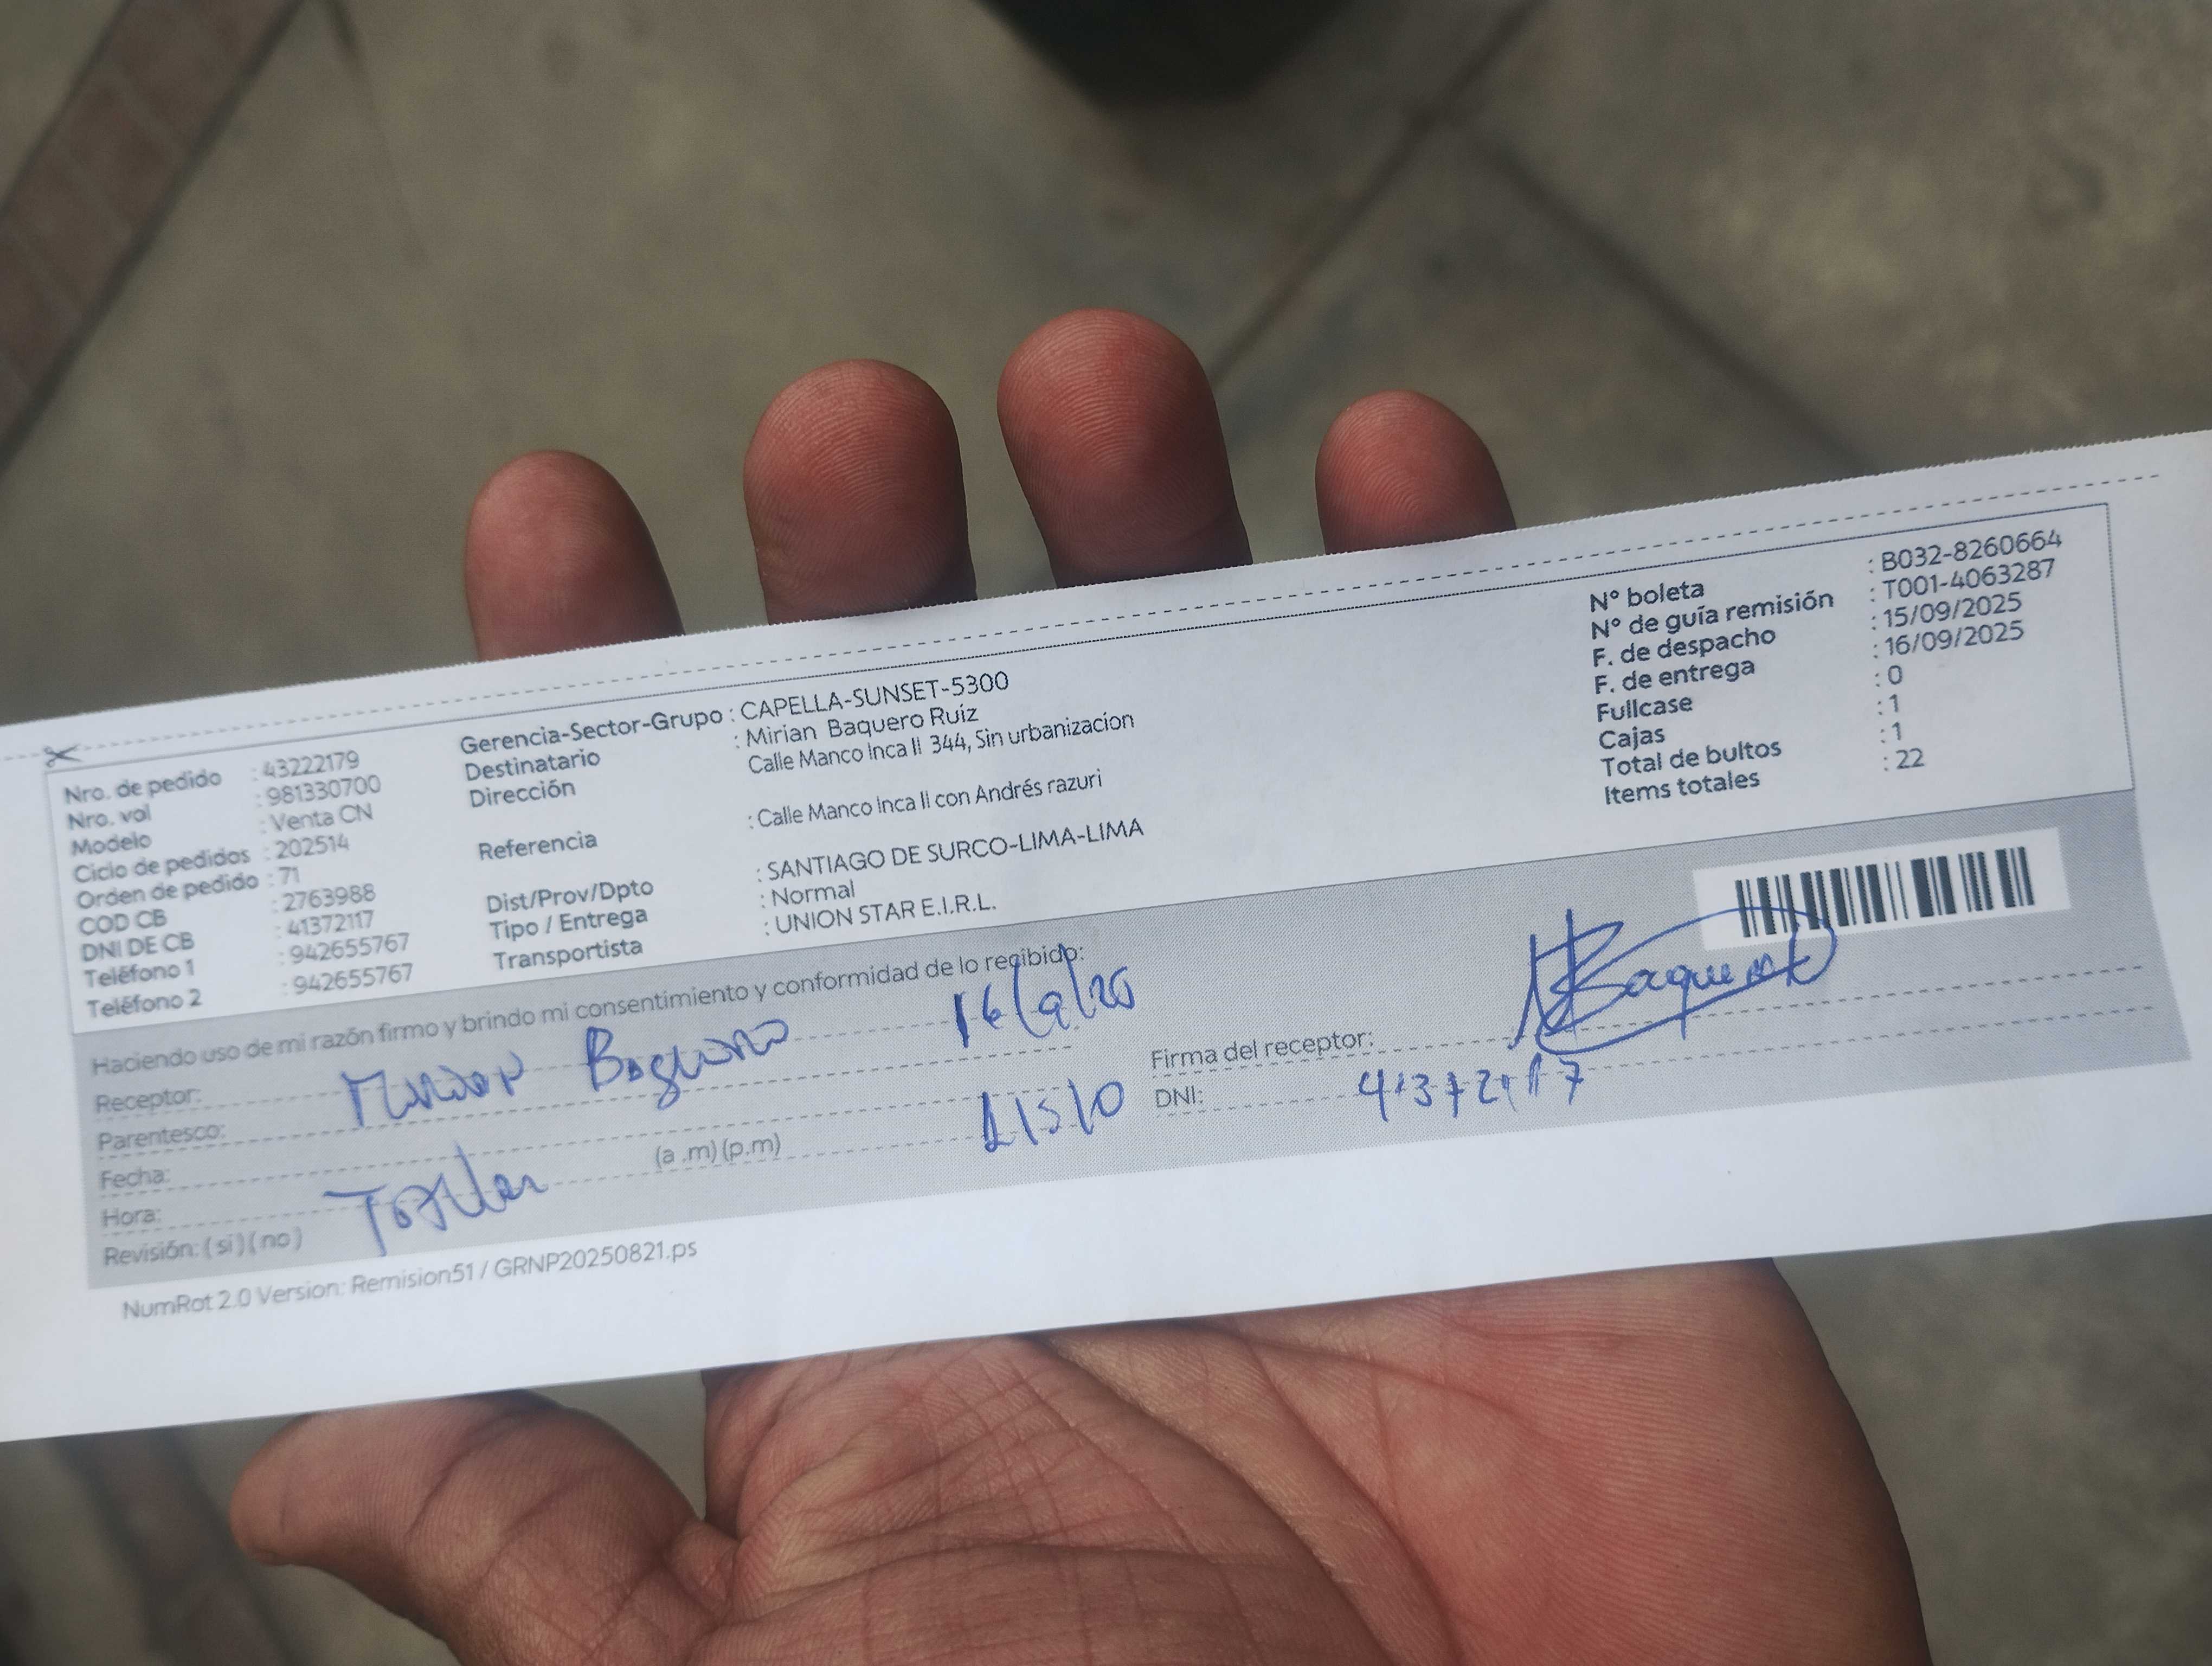 Nro. de pedido : 43222179
Nro. vol : 981330700
Modelo : Venta CN
Ciclo de pedidos : 202514
Orden de pedido : 71
COD CB : 2763988
DNI DE CB : 41372117
Teléfono 1 : 942655767
Teléfono 2 : 942655767
Gerencia-Sector-Grupo : CAPELLA-SUNSET-5300
Destinatario : Mirian Baquero Ruiz
Dirección Calle Manco Inca II 344, Sin urbanizacion
Referencia : Calle Manco Inca II con Andrés razuri
Dist/Prov/Dpto : SANTIAGO DE SURCO-LIMA-LIMA
Tipo / Entrega : Normal
Transportista : UNION STAR E.I.R.L.
N° boleta : B032-8260664
N° de guía remisión : T001-4063287
F. de despacho : 15/09/2025
F. de entrega : 16/09/2025
Fullcase : 0
Cajas : 1
Total de bultos : 1
Items totales : 22
Haciendo uso de mi razón firmo y brindo mi consentimiento y conformidad de lo recibido:
Receptor: Baquero
Parentesco:
Fecha:
Hora: (a .m) (p.m)
Revisión: ( si ) ( no )
Firma del receptor: Baquero
DNI: 41372117
NumRot 2.0 Version: Remision51 / GRNP20250821.ps